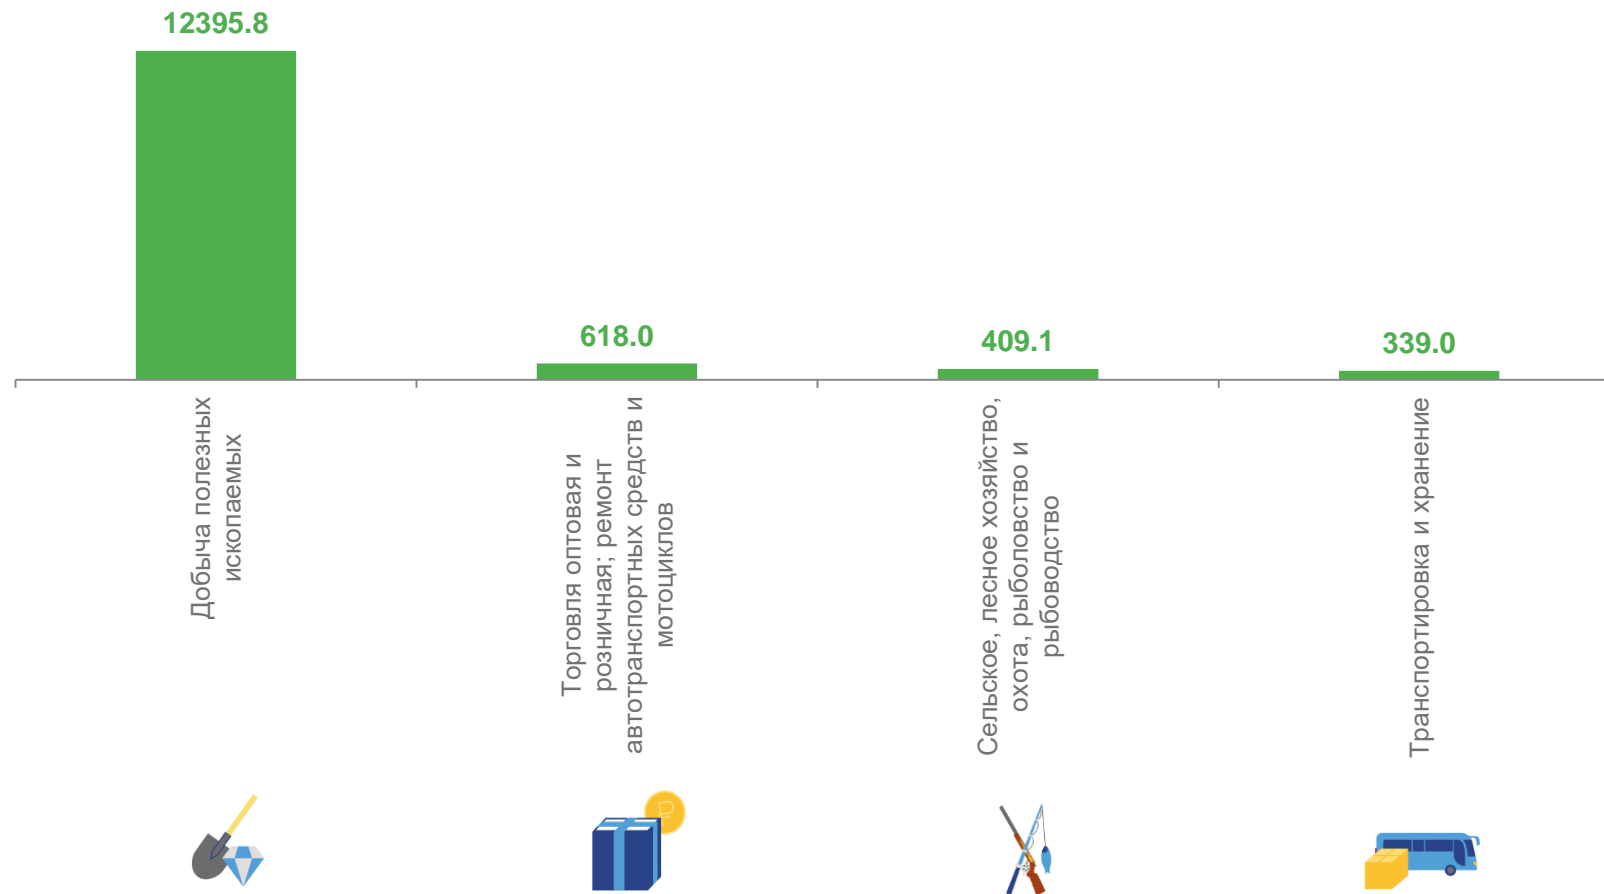 12395.8
618.0
409.1
339.0
Добыча полезных
ископаемых
Торговля оптовая и
розничная; ремонт
автотранспортных средств и
мотоциклов
Сельское, лесное хозяйство,
охота, рыболовство и
рыбоводство
Транспортировка и хранение